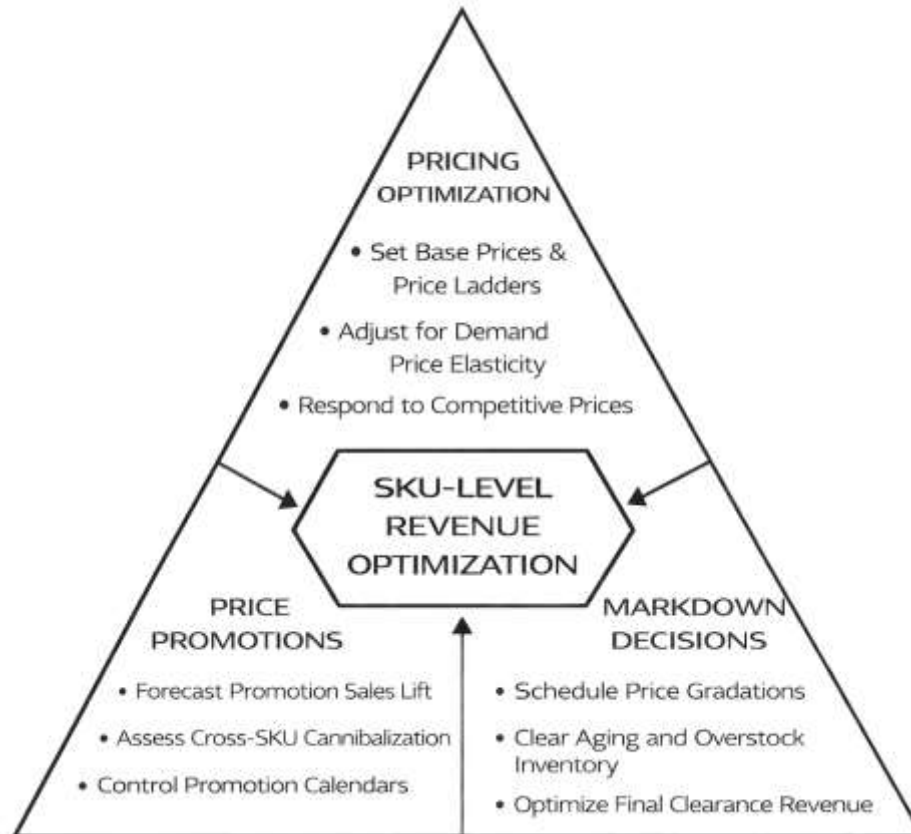 PRICING
OPTIMIZATION
• Set Base Prices &
Price Ladders
• Adjust for Demand
Price Elasticity
• Respond to Competitive Prices
SKU-LEVEL
REVENUE
OPTIMIZATION
PRICE
PROMOTIONS
• Forecast Promotion Sales Lift
• Assess Cross-SKU Cannibalization
• Control Promotion Calendars
MARKDOWN
DECISIONS
• Schedule Price Gradations
• Clear Aging and Overstock
Inventory
• Optimize Final Clearance Revenue